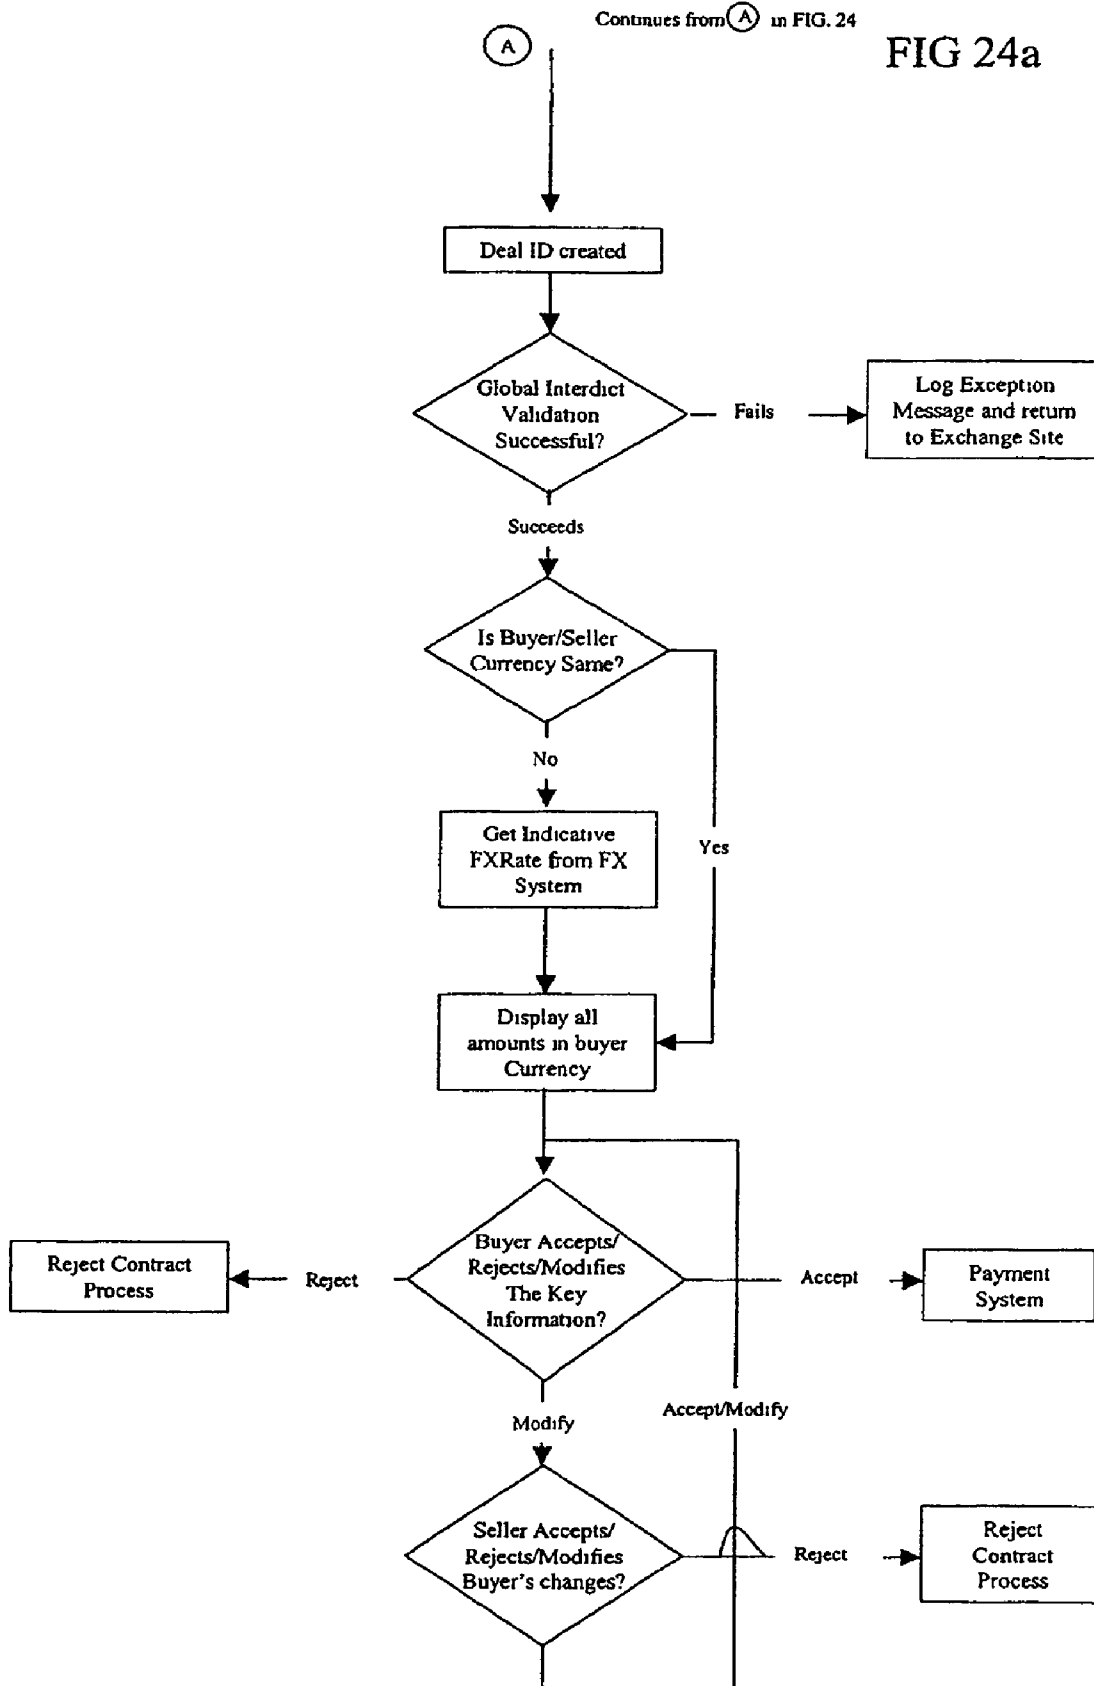 Continues from A in FIG. 24
A
FIG 24a
Deal ID created
Global Interdict
Validation
Successful?
Fails
Log Exception
Message and return
to Exchange Site
Succeeds
Is Buyer/Seller
Currency Same?
No
Yes
Get Indicative
FXRate from FX
System
Display all
amounts in buyer
Currency
Buyer Accepts/
Rejects/Modifies
The Key
Information?
Reject
Reject Contract
Process
Accept
Payment
System
Modify
Accept/Modify
Seller Accepts/
Rejects/Modifies
Buyer's changes?
Reject
Reject
Contract
Process